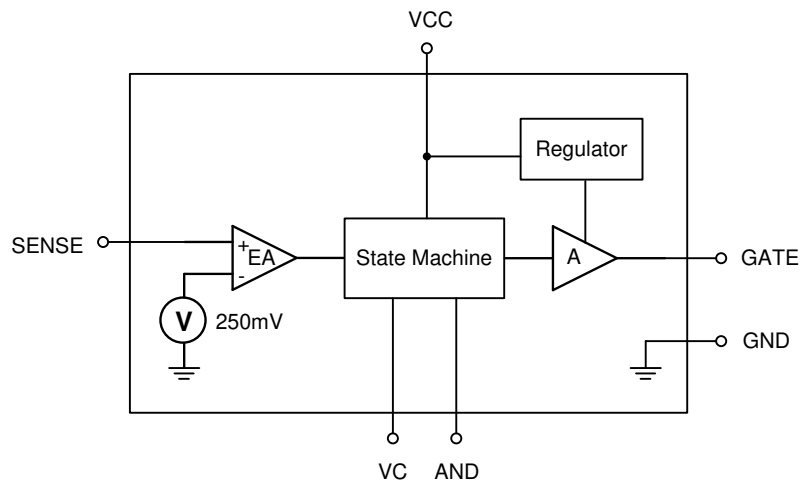 VCC
Regulator
SENSE
+
EA
-
State Machine
A
GATE
V
250mV
GND
VC
AND